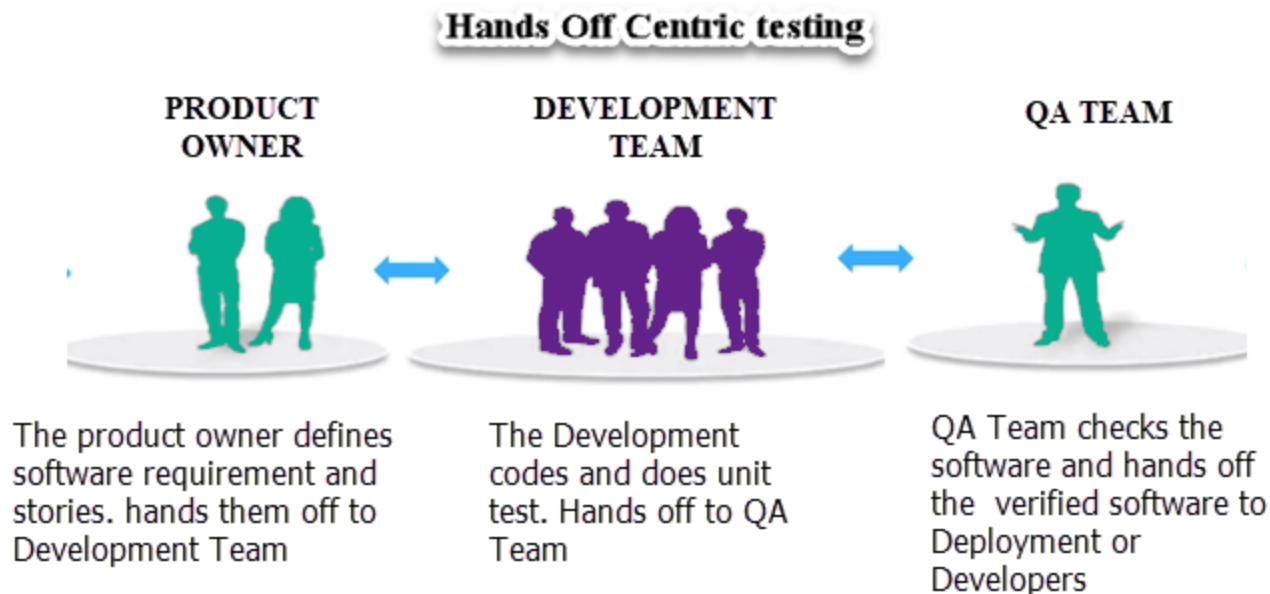 Hands Off Centric testing
PRODUCT
OWNER
DEVELOPMENT
TEAM
QA TEAM
The product owner defines
software requirement and
stories. hands them off to
Development Team
The Development
codes and does unit
test. Hands off to QA
Team
QA Team checks the
software and hands off
the verified software to
Deployment or
Developers